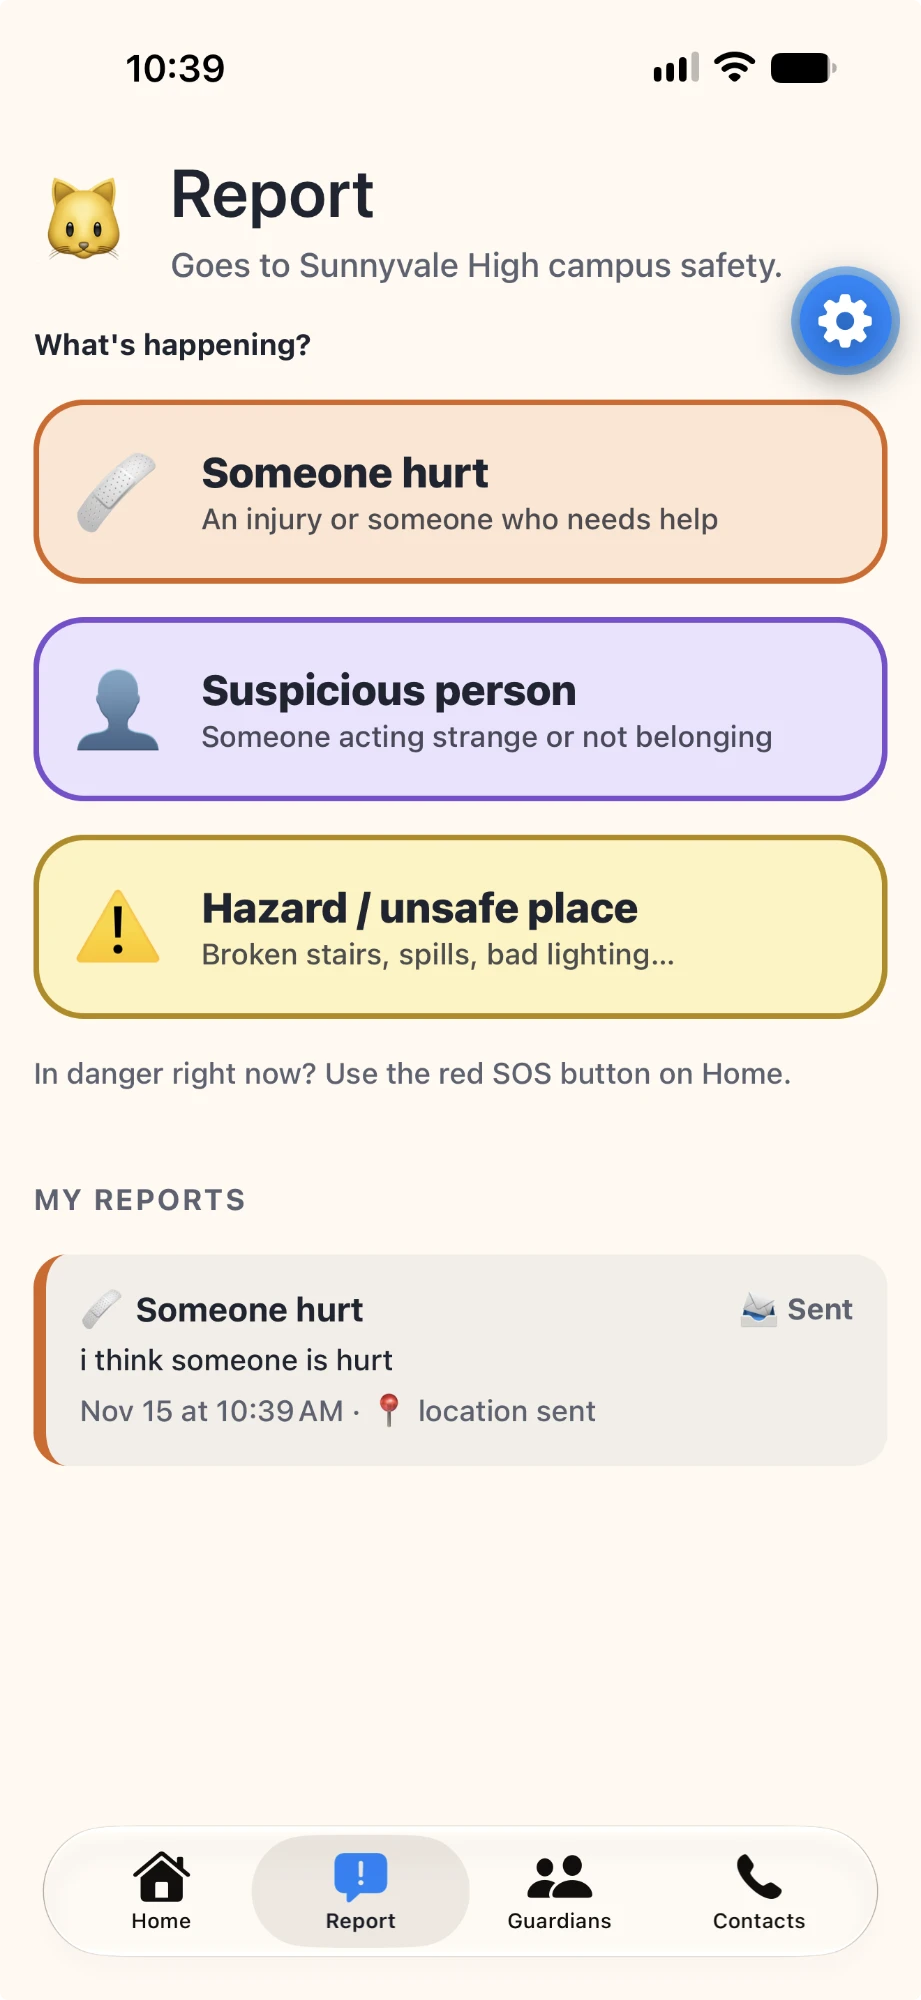 10:39
Report
Goes to Sunnyvale High campus safety.
What's happening?
Someone hurt
An injury or someone who needs help
Suspicious person
Someone acting strange or not belonging
Hazard / unsafe place
Broken stairs, spills, bad lighting...
In danger right now? Use the red SOS button on Home.
MY REPORTS
Someone hurt
Sent
i think someone is hurt
Nov 15 at 10:39 AM · location sent
Home
Report
Guardians
Contacts